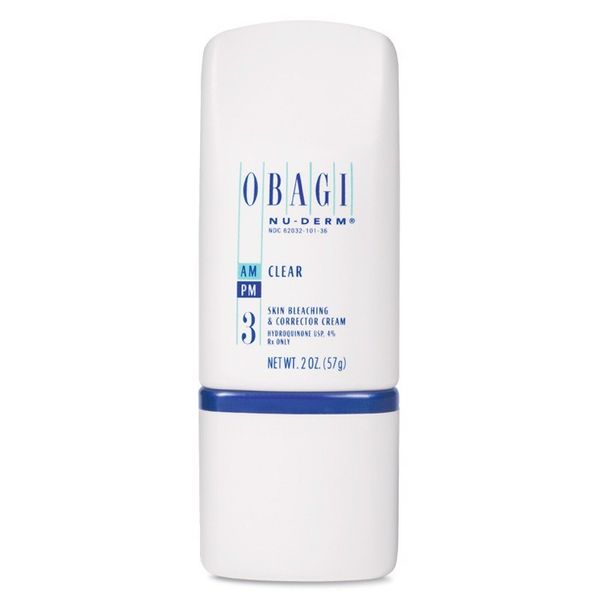 OBAGI
NU-DERM®
NDC 62032-101-36
AM CLEAR
PM
3
SKIN BLEACHING
& CORRECTOR CREAM
HYDROQUINONE USP, 4%
Rx ONLY
NET WT. 2 OZ. (57g)